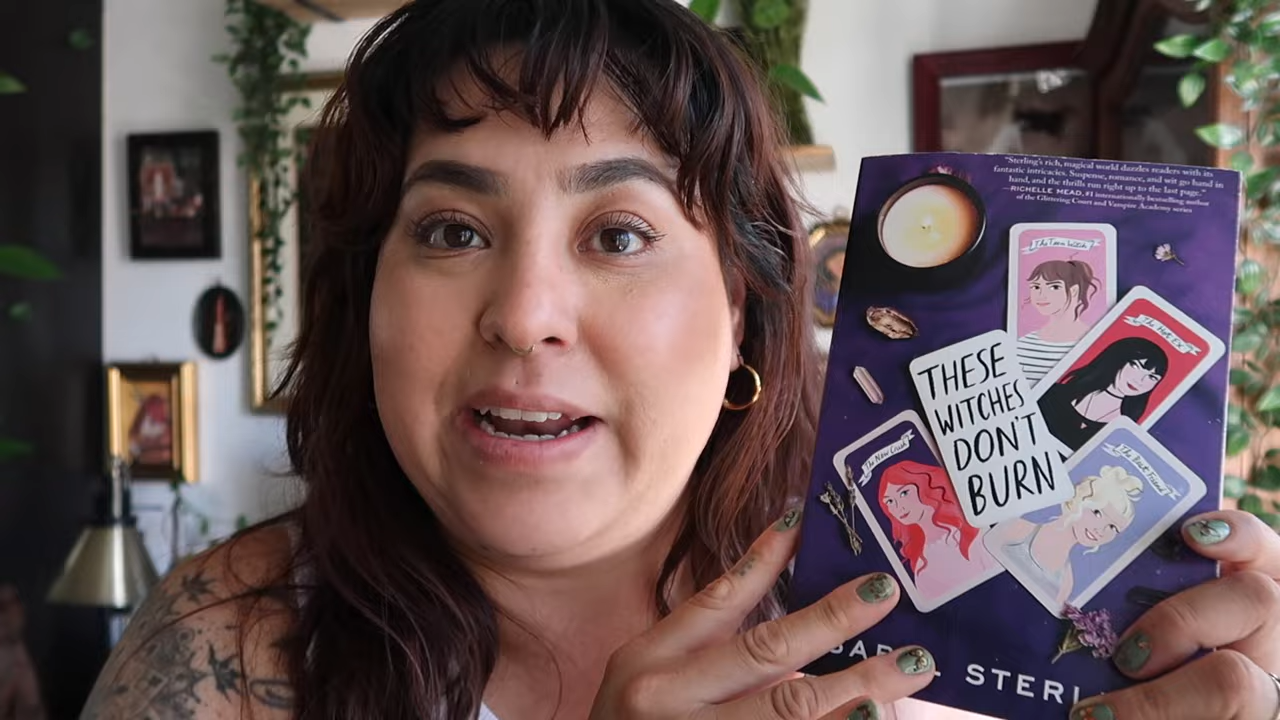 "Sterling's rich, magical world dazzles readers with its
fantastic intricacies. Suspense, romance, and wit go hand in
hand, and the thrills run right up to the last page."
—RICHELLE MEAD, #1 internationally bestselling author
of the Glittering Court and Vampire Academy series
The Teen Witch
The Hot Ex
THESE
WITCHES
DON'T
BURN
The New Crush
The Best Friend
STERL